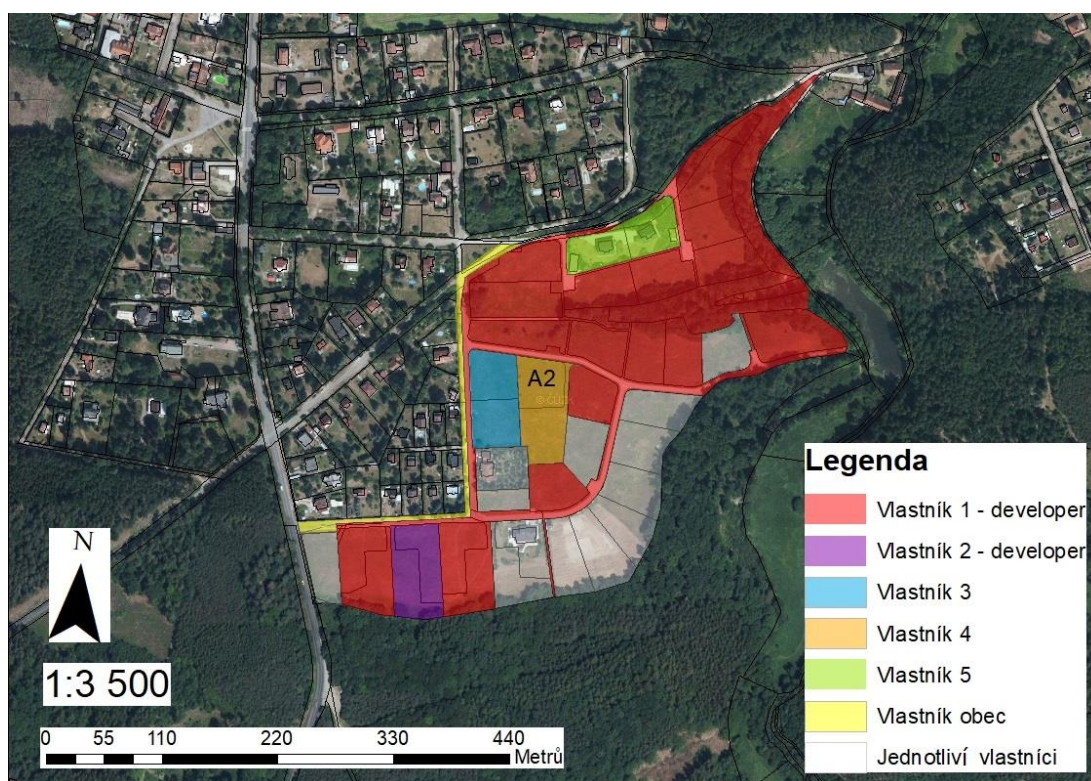 A2
© ČÚZK
Legenda
Vlastník 1 - developer
Vlastník 2 - developer
Vlastník 3
Vlastník 4
Vlastník 5
Vlastník obec
Jednotliví vlastníci
N
1:3 500
0 55 110 220 330 440
Metrů